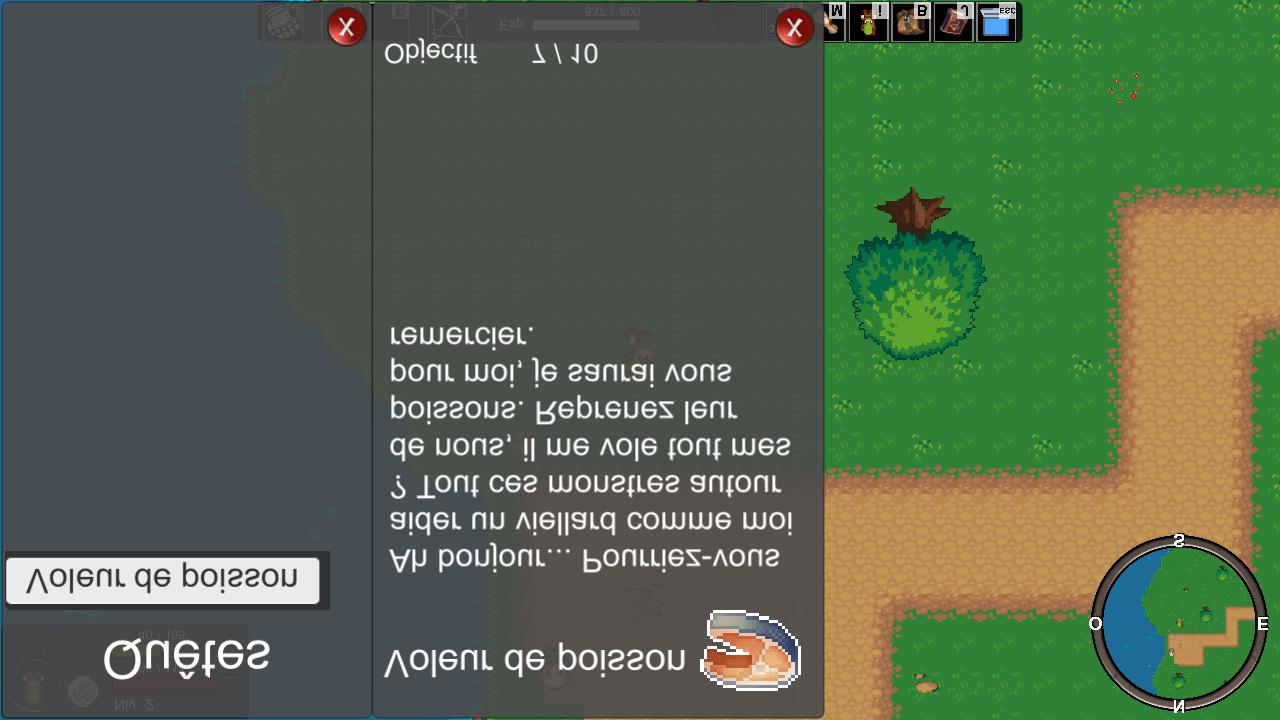 Quêtes
Voleur de poisson
Voleur de poisson
Ah bonjour... Pourriez-vous
aider un viellard comme moi
? Tout ces monstres autour
de nous, il me vole tout mes
poissons. Reprenez leur
pour moi, je saurai vous
remercier.
Objectif 7 / 10
X
X
Niv. 2
Exp
537 / 800
M
I
B
J
ESC
N
O
E
S